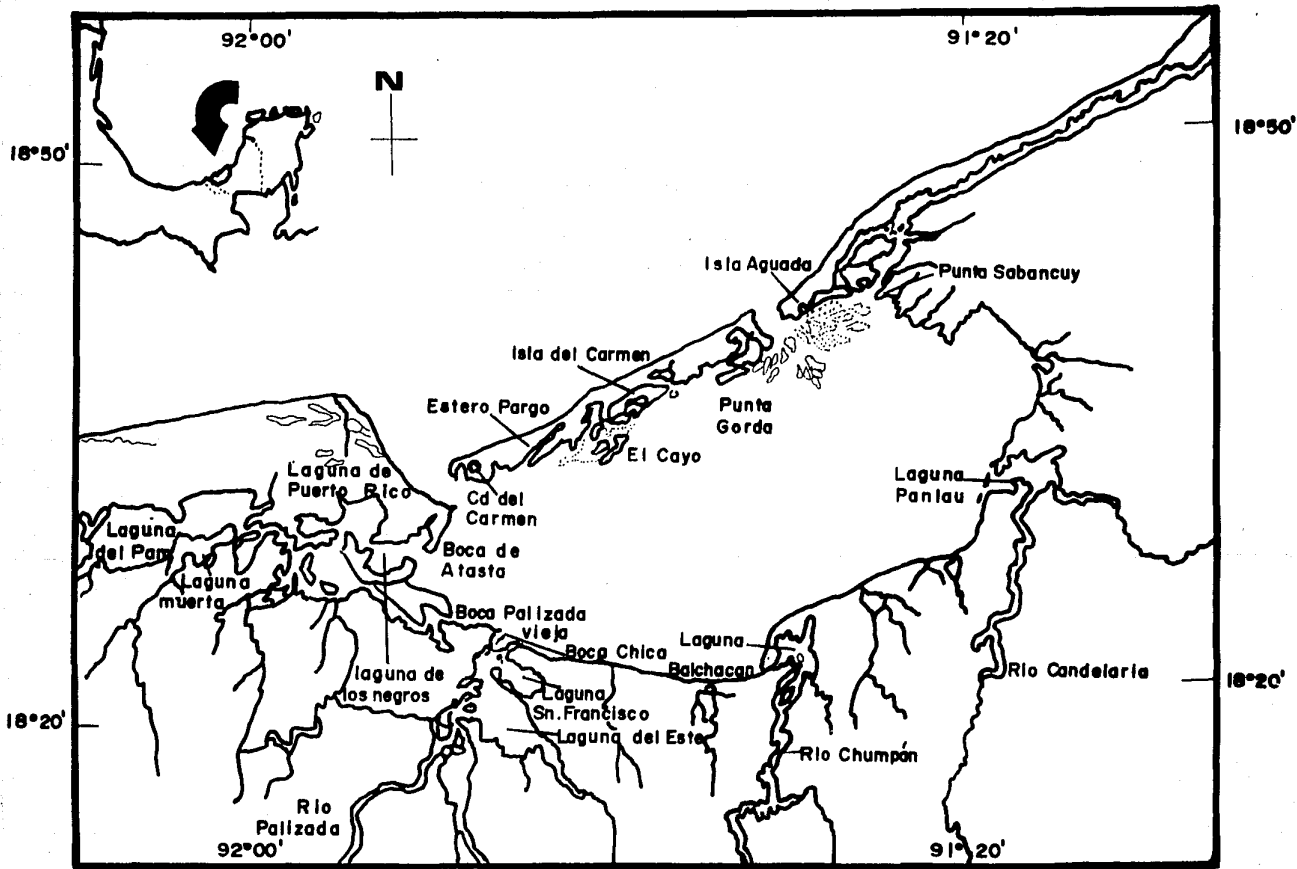 92°00'
91°20'
N
18°50'
18°50'
Isla Aguada
Punta Sabancuy
Isla del Carmen
Estero Pargo
Punta
Gorda
El Cayo
Laguna de
Puerto Rico
Cd del
Carmen
Laguna
Panlau
Laguna
del Pam
Boca de
Atasta
Laguna
muerta
Boca Palizada
vieja
Boca Chica
Laguna
Balchacan
laguna de
los negros
Rio Candelaria
18°20'
Laguna
Sn. Francisco
18°20'
Laguna del Este
Rio Chumpán
Rio
Palizada
92°00'
91°20'